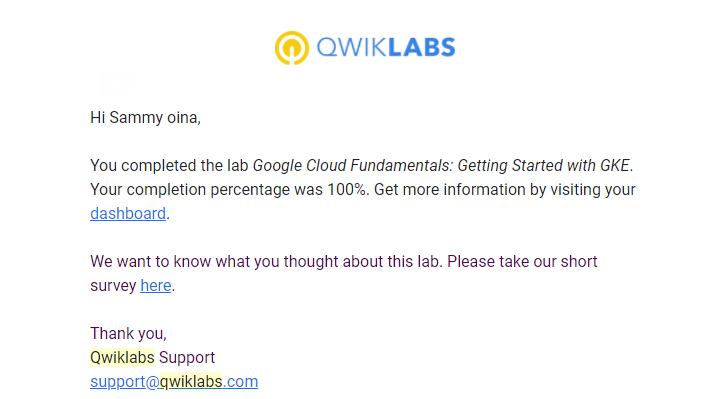 QWIKLABS
Hi Sammy oina,
You completed the lab Google Cloud Fundamentals: Getting Started with GKE.
Your completion percentage was 100%. Get more information by visiting your
dashboard.
We want to know what you thought about this lab. Please take our short
survey here.
Thank you,
Qwiklabs Support
support@qwiklabs.com